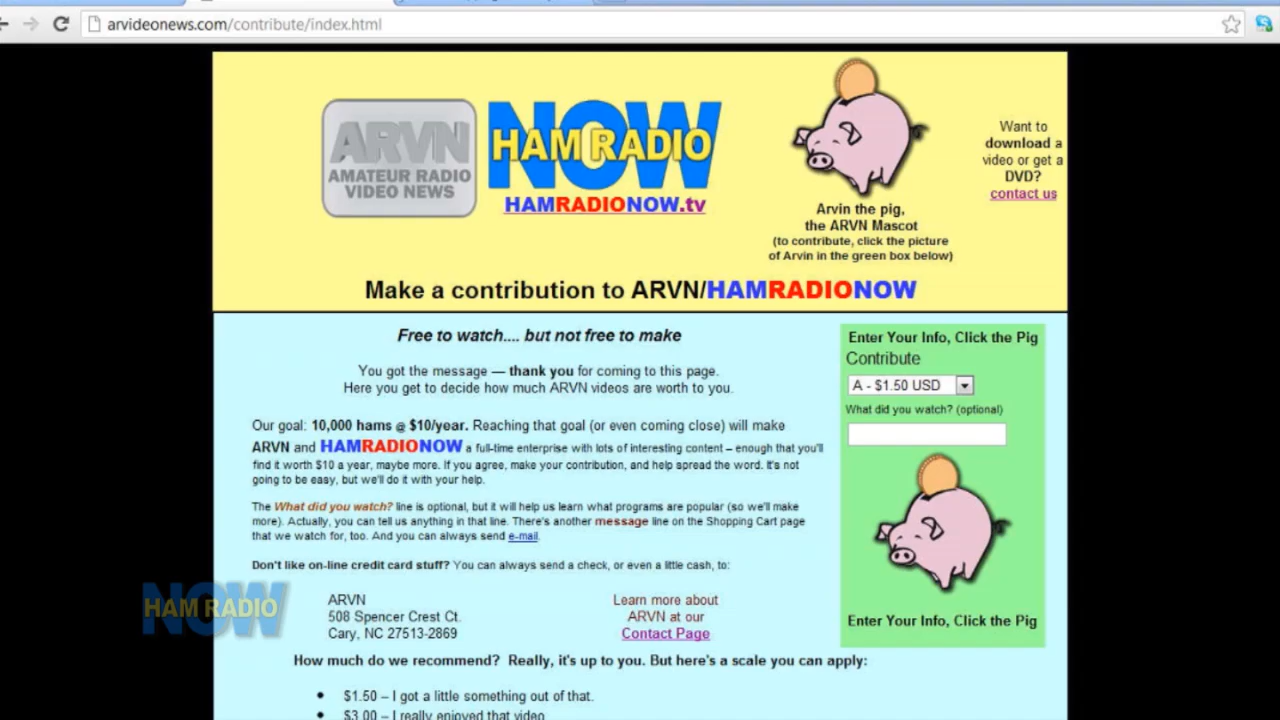 arvideonews.com/contribute/index.html
ARVN
AMATEUR RADIO
VIDEO NEWS
NOW
HAM RADIO
HAMRADIONOW.tv
Arvin the pig,
the ARVN Mascot
(to contribute, click the picture
of Arvin in the green box below)
Want to
download a
video or get a
DVD?
contact us
Make a contribution to ARVN/HAMRADIONOW
Free to watch.... but not free to make
You got the message — thank you for coming to this page.
Here you get to decide how much ARVN videos are worth to you.
Our goal: 10,000 hams @ $10/year. Reaching that goal (or even coming close) will make
ARVN and HAMRADIONOW a full-time enterprise with lots of interesting content – enough that you'll
find it worth $10 a year, maybe more. If you agree, make your contribution, and help spread the word. It's not
going to be easy, but we'll do it with your help.
The What did you watch? line is optional, but it will help us learn what programs are popular (so we'll make
more). Actually, you can tell us anything in that line. There's another message line on the Shopping Cart page
that we watch for, too. And you can always send e-mail.
Don't like on-line credit card stuff? You can always send a check, or even a little cash, to:
ARVN
508 Spencer Crest Ct.
Cary, NC 27513-2869
Learn more about
ARVN at our
Contact Page
Enter Your Info, Click the Pig
Contribute
A - $1.50 USD
What did you watch? (optional)
Enter Your Info, Click the Pig
NOW
HAM RADIO
How much do we recommend? Really, it's up to you. But here's a scale you can apply:
• $1.50 – I got a little something out of that.
• $3.00 – I really enjoyed that video